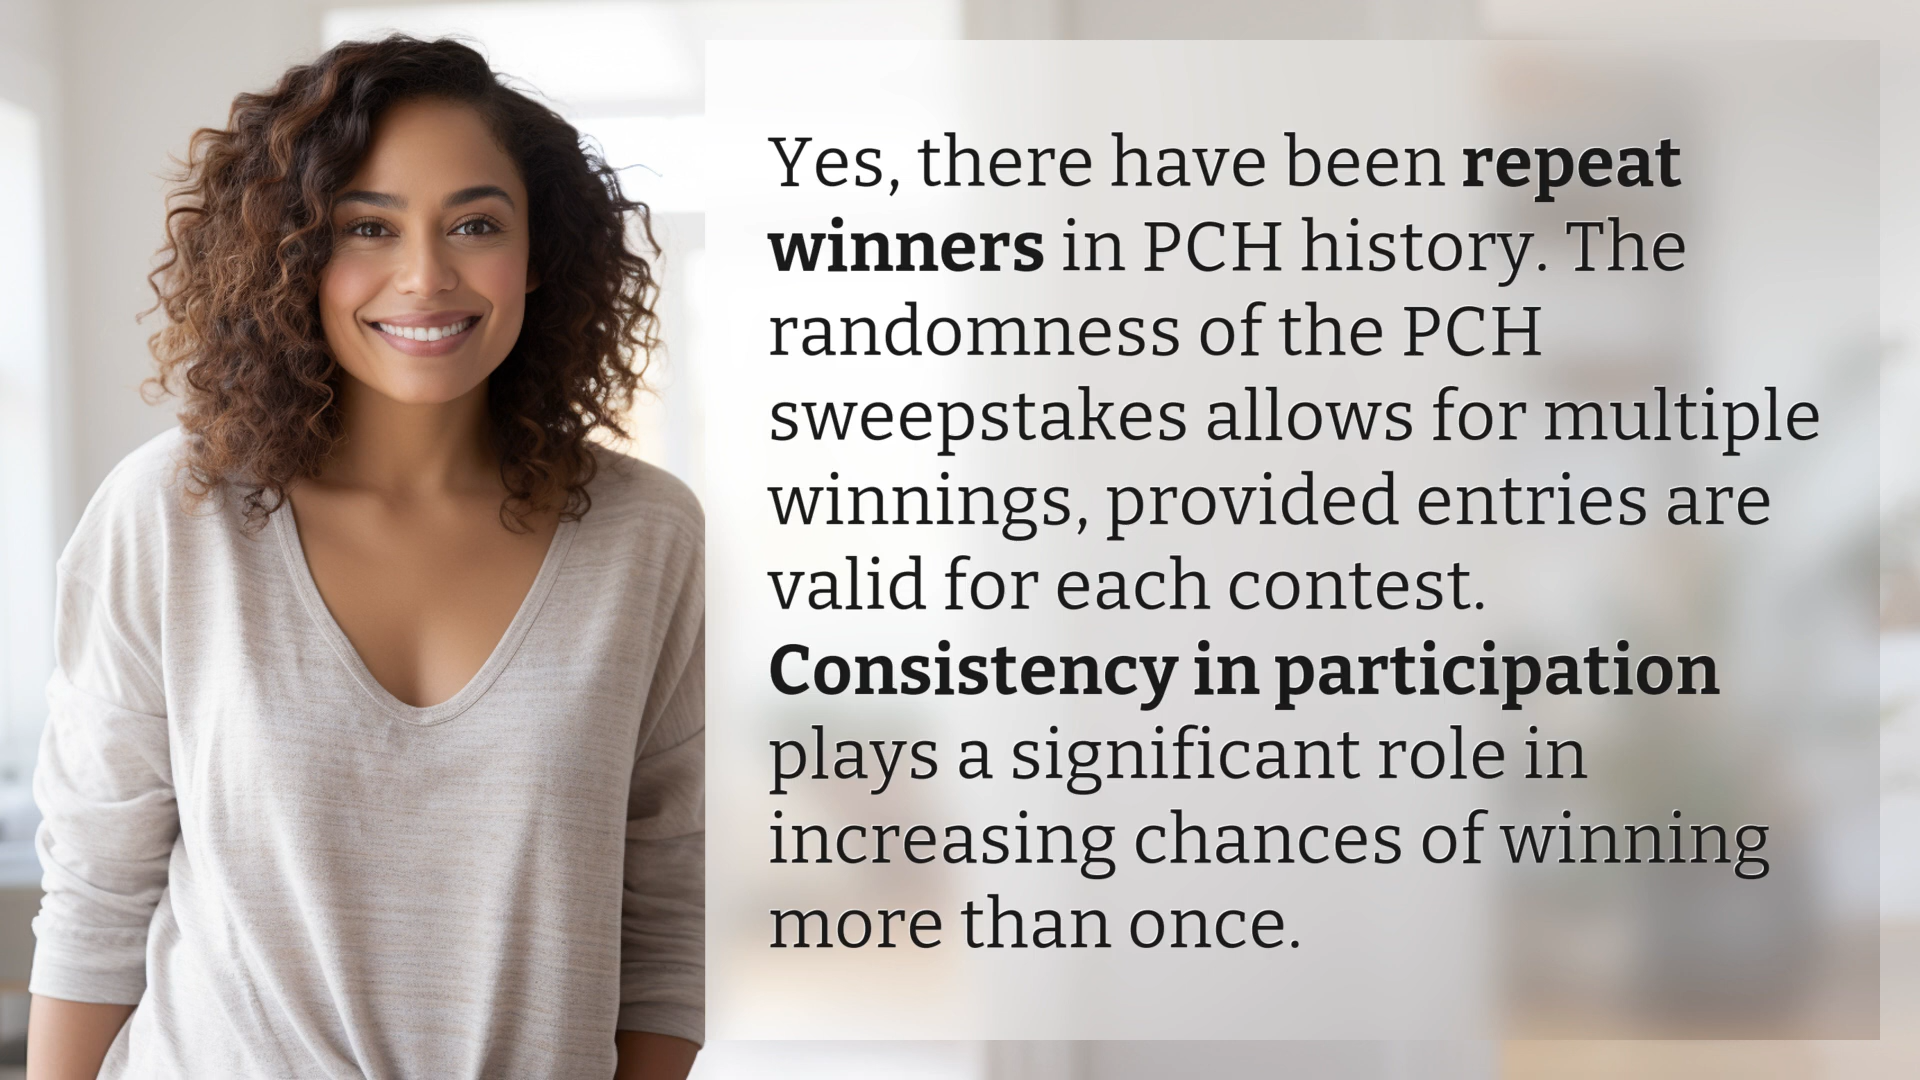 Yes, there have been repeat
winners in PCH history. The
randomness of the PCH
sweepstakes allows for multiple
winnings, provided entries are
valid for each contest.
Consistency in participation
plays a significant role in
increasing chances of winning
more than once.